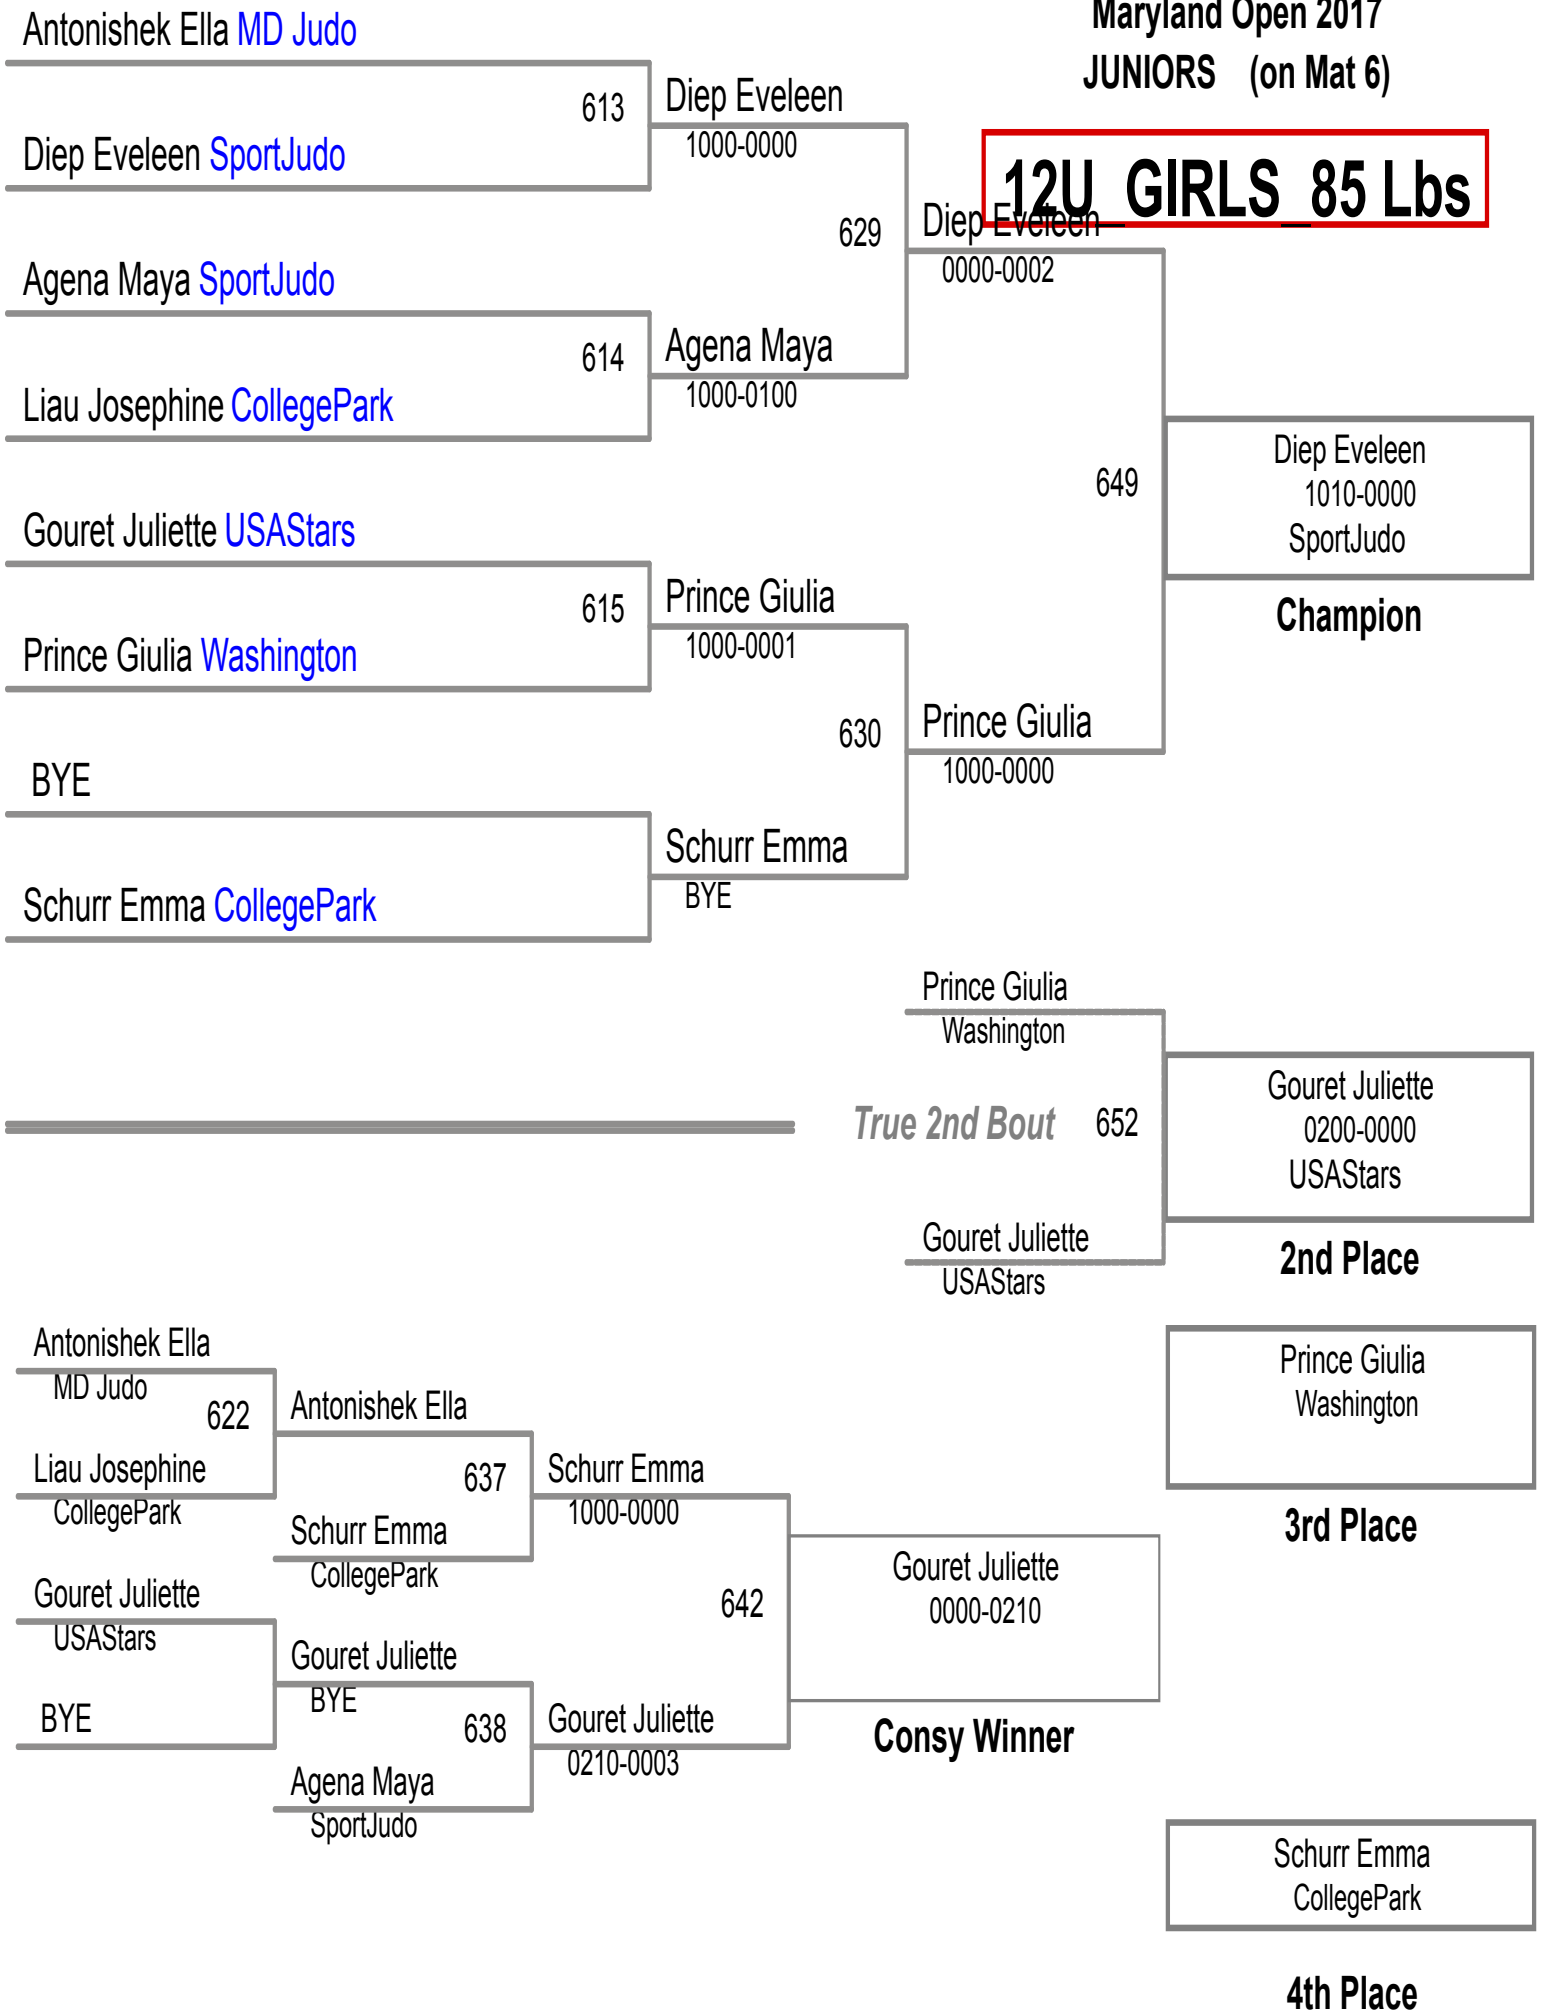 Maryland Open 2017
JUNIORS (on Mat 6)
12U_GIRLS_85 Lbs
Antonishek Ella MD Judo
613
Diep Eveleen SportJudo
Diep Eveleen
1000-0000
Agena Maya SportJudo
614
Liau Josephine CollegePark
Agena Maya
1000-0100
629
Diep Eveleen
0000-0002
Gouret Juliette USAStars
615
Prince Giulia Washington
Prince Giulia
1000-0001
BYE
Schurr Emma CollegePark
Schurr Emma
BYE
630
Prince Giulia
1000-0000
649
Diep Eveleen
1010-0000
SportJudo
Champion
Prince Giulia
Washington
True 2nd Bout 652
Gouret Juliette
USAStars
Gouret Juliette
0200-0000
USAStars
2nd Place
Antonishek Ella
MD Judo
622
Liau Josephine
CollegePark
Antonishek Ella
637
Schurr Emma
CollegePark
Schurr Emma
1000-0000
Gouret Juliette
USAStars
BYE
Gouret Juliette
BYE
638
Agena Maya
SportJudo
Gouret Juliette
0210-0003
642
Gouret Juliette
0000-0210
Consy Winner
Prince Giulia
Washington
3rd Place
Schurr Emma
CollegePark
4th Place